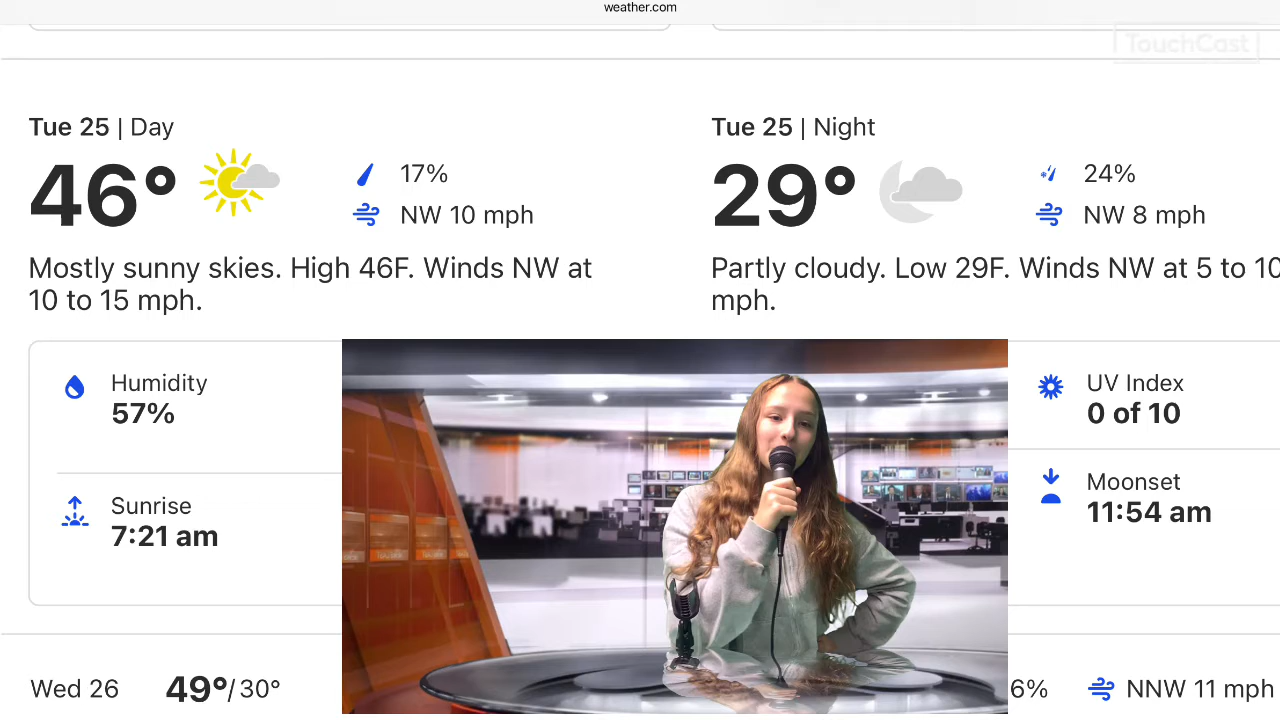 weather.com
TouchCast
Tue 25 | Day
46°
17%
NW 10 mph
Mostly sunny skies. High 46F. Winds NW at
10 to 15 mph.
Tue 25 | Night
29°
24%
NW 8 mph
Partly cloudy. Low 29F. Winds NW at 5 to 10
mph.
Humidity
57%
Sunrise
7:21 am
UV Index
0 of 10
Moonset
11:54 am
Wed 26
49°/ 30°
6%
NNW 11 mph